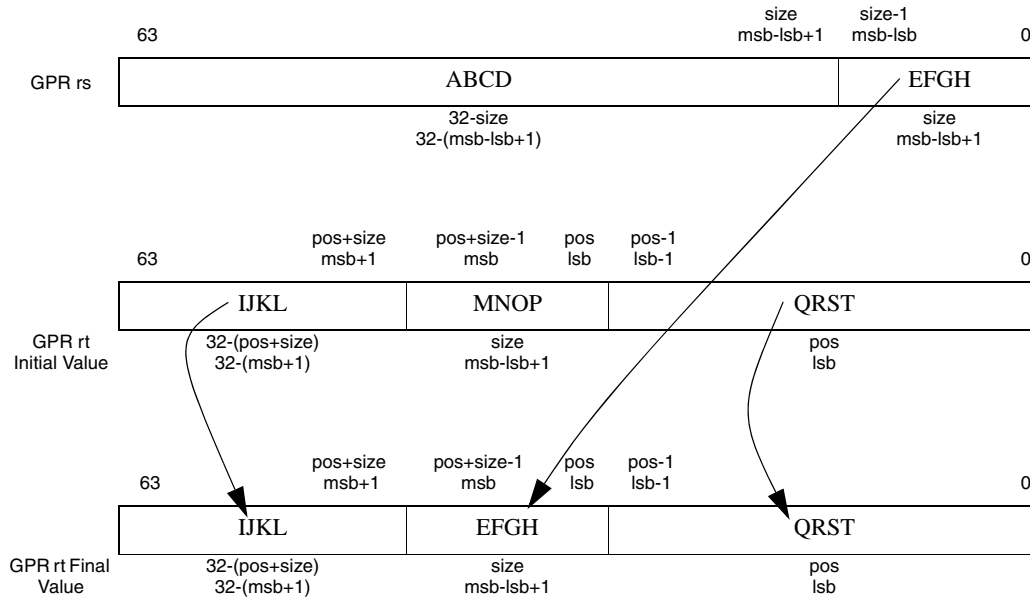 size size-1
63 msb-lsb+1 msb-lsb 0
GPR rs ABCD EFGH
32-size size
32-(msb-lsb+1) msb-lsb+1
pos+size pos+size-1 pos pos-1
63 msb+1 msb lsb lsb-1 0
IJKL MNOP QRST
GPR rt 32-(pos+size) size pos
Initial Value 32-(msb+1) msb-lsb+1 lsb
pos+size pos+size-1 pos pos-1
63 msb+1 msb lsb lsb-1 0
IJKL EFGH QRST
GPR rt Final 32-(pos+size) size pos
Value 32-(msb+1) msb-lsb+1 lsb